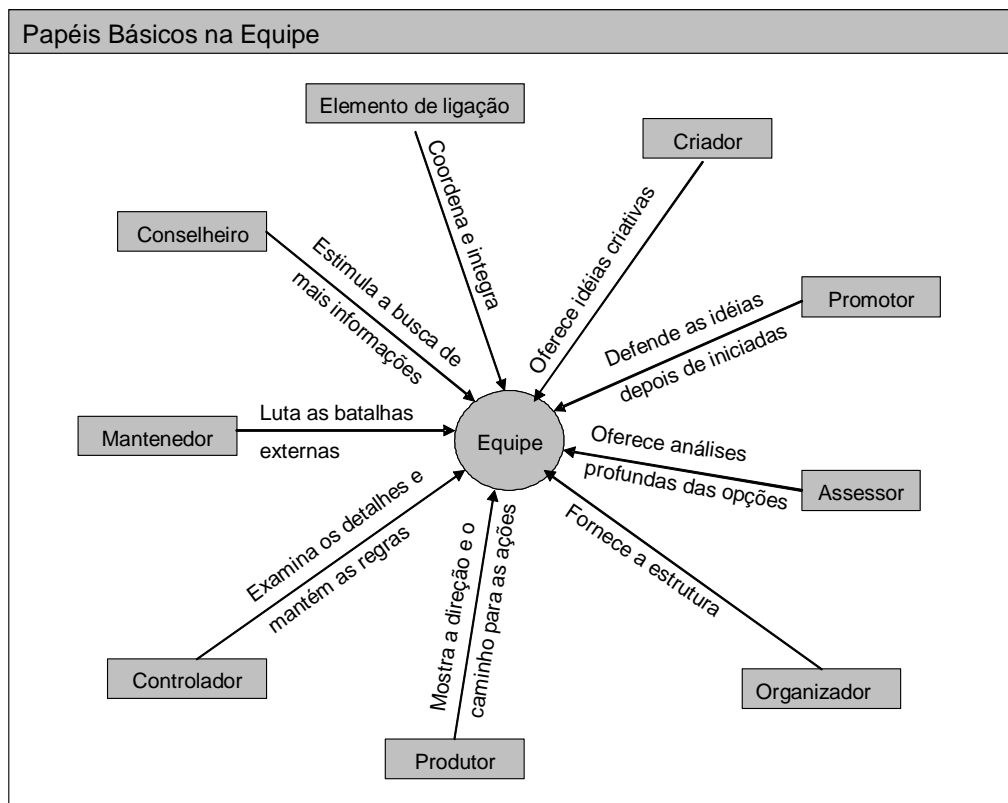 Papéis Básicos na Equipe
Elemento de ligação
Coordena e integra
Criador
Oferece idéias criativas
Promotor
Defende as idéias
depois de iniciadas
Assessor
Oferece análises
profundas das opções
Organizador
Fornece a estrutura
Produtor
Mostra a direção e o
caminho para as ações
Controlador
Examina os detalhes e
mantém as regras
Mantenedor
Luta as batalhas
externas
Conselheiro
Estimula a busca de
mais informações
Equipe